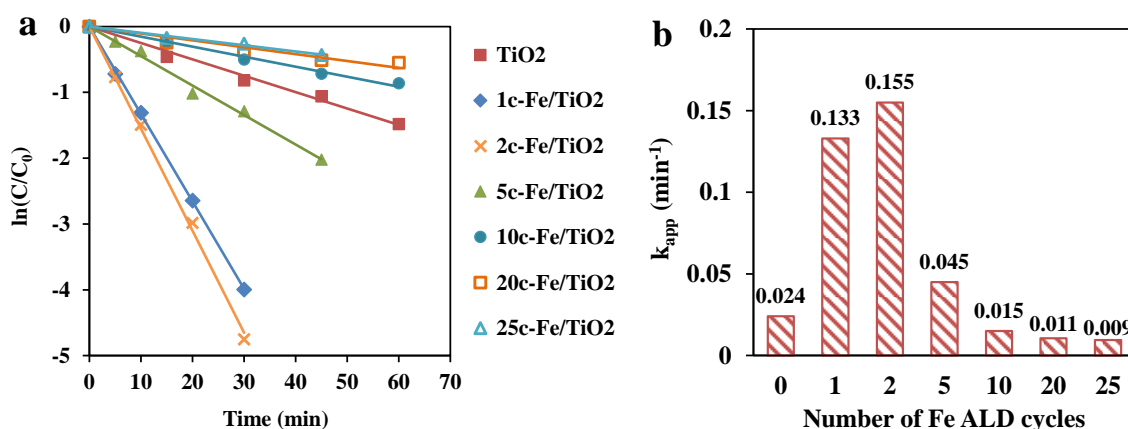 a
0
-1
-2
-3
-4
-5
ln(C/C₀)
0 10 20 30 40 50 60 70
Time (min)
TiO2
1c-Fe/TiO2
2c-Fe/TiO2
5c-Fe/TiO2
10c-Fe/TiO2
20c-Fe/TiO2
25c-Fe/TiO2
b
0.2
0.15
0.1
0.05
0
k_app (min⁻¹)
0.024 0.133 0.155 0.045 0.015 0.011 0.009
0 1 2 5 10 20 25
Number of Fe ALD cycles